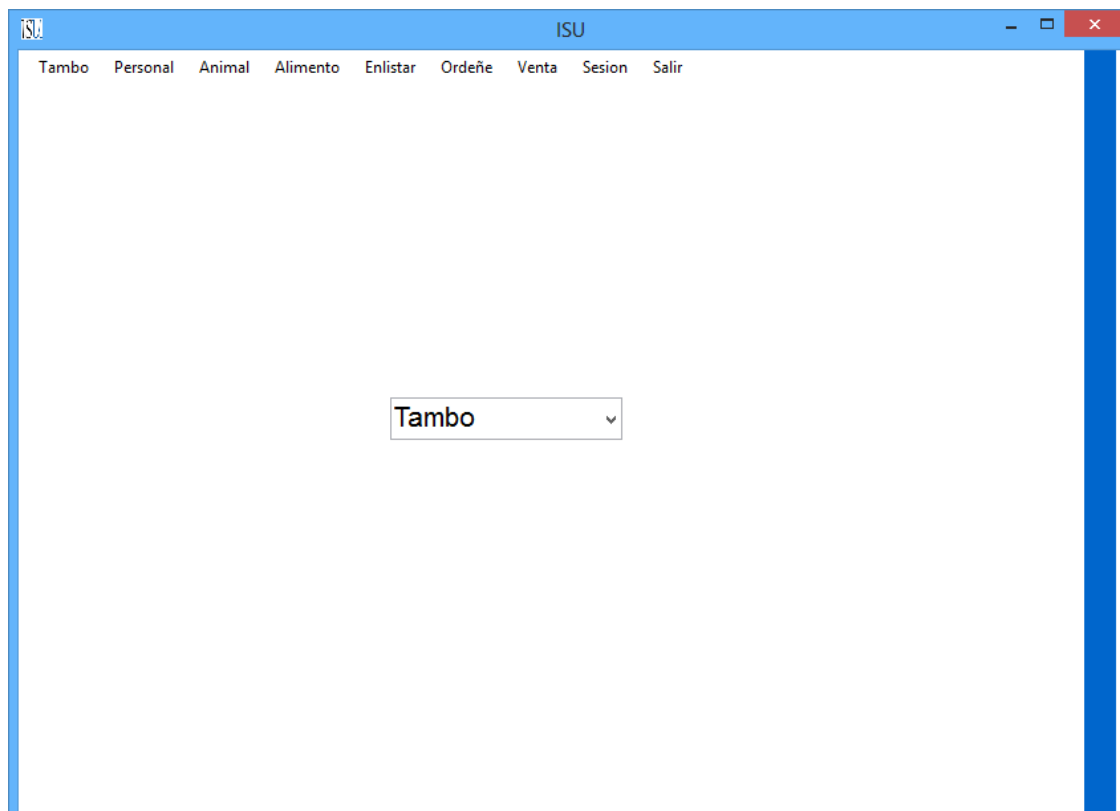 ISU ISU
Tambo Personal Animal Alimento Enlistar Ordeñe Venta Sesion Salir
Tambo